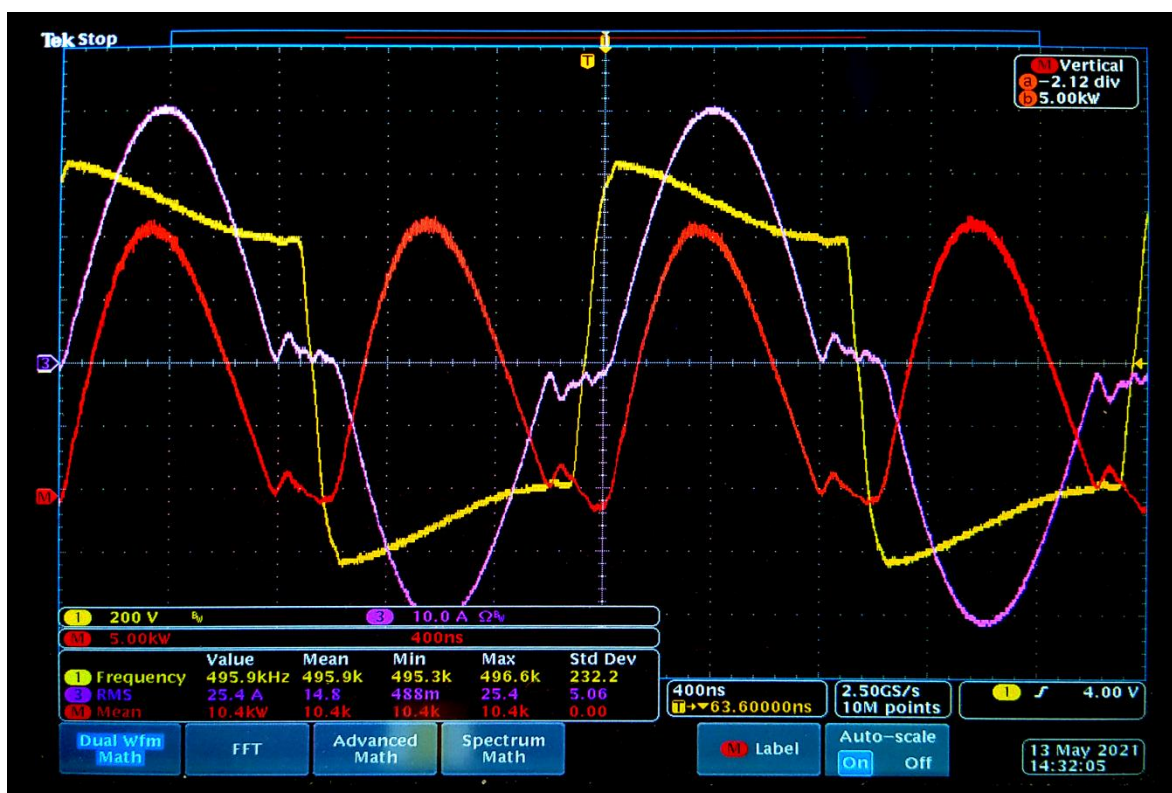 Tek Stop
T
M Vertical
a -2.12 div
b 5.00kW
3
M
1 200 V Bw 3 10.0 A ΩBw
M 5.00kW 400ns
Value Mean Min Max Std Dev
1 Frequency 495.9kHz 495.9k 495.3k 496.6k 232.2
3 RMS 25.4 A 14.8 488m 25.4 5.06
M Mean 10.4kW 10.4k 10.4k 10.4k 0.00
400ns
T→▼63.60000ns
2.50GS/s
10M points
1 ƒ 4.00 V
Dual Wfm
Math
FFT
Advanced
Math
Spectrum
Math
M Label
Auto-scale
On Off
13 May 2021
14:32:05